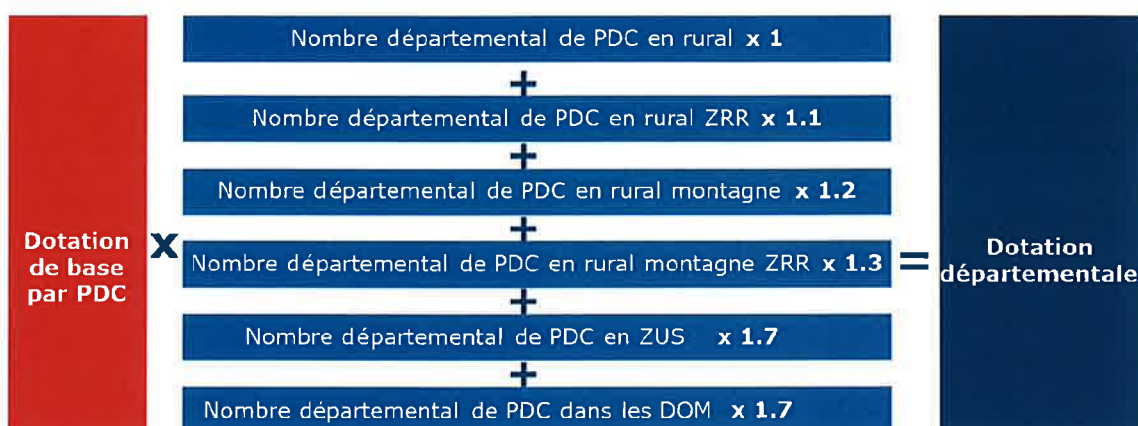 Dotation
de base
par PDC
x
Nombre départemental de PDC en rural x 1
+
Nombre départemental de PDC en rural ZRR x 1.1
+
Nombre départemental de PDC en rural montagne x 1.2
+
Nombre départemental de PDC en rural montagne ZRR x 1.3
+
Nombre départemental de PDC en ZUS x 1.7
+
Nombre départemental de PDC dans les DOM x 1.7
=
Dotation
départementale